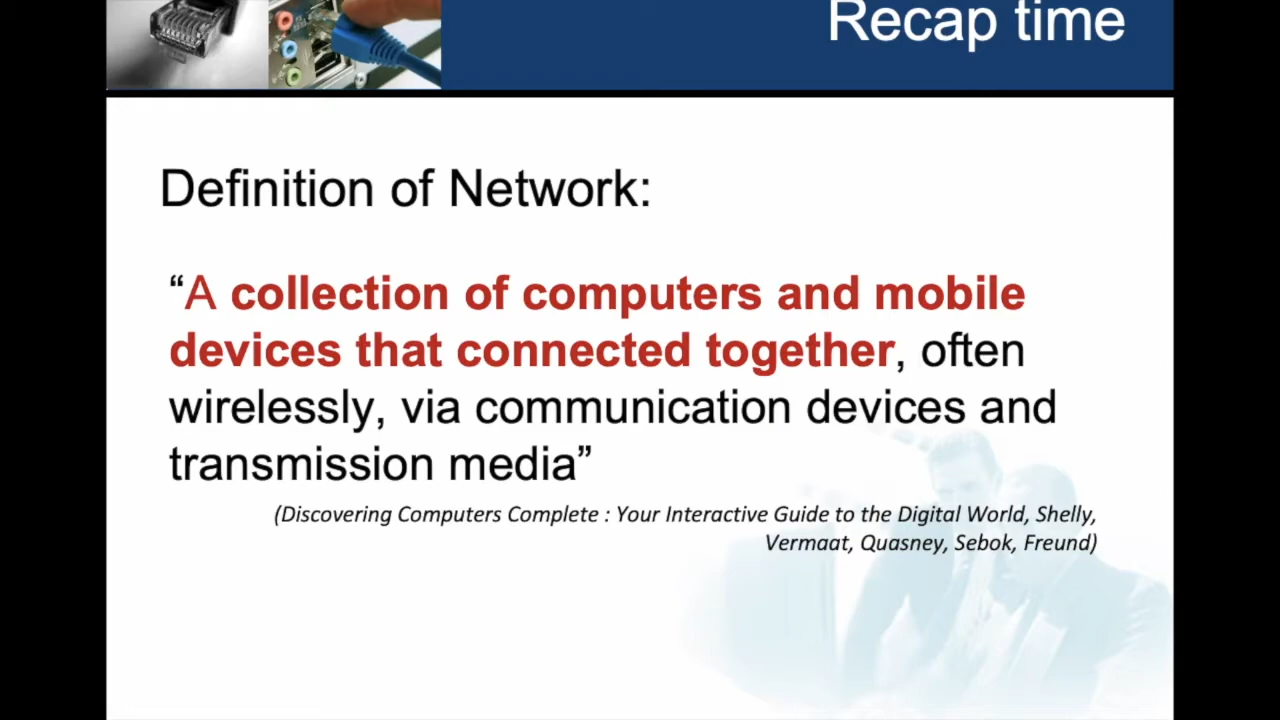 Recap time
Definition of Network:
“A collection of computers and mobile
devices that connected together, often
wirelessly, via communication devices and
transmission media”
(Discovering Computers Complete : Your Interactive Guide to the Digital World, Shelly,
Vermaat, Quasney, Sebok, Freund)